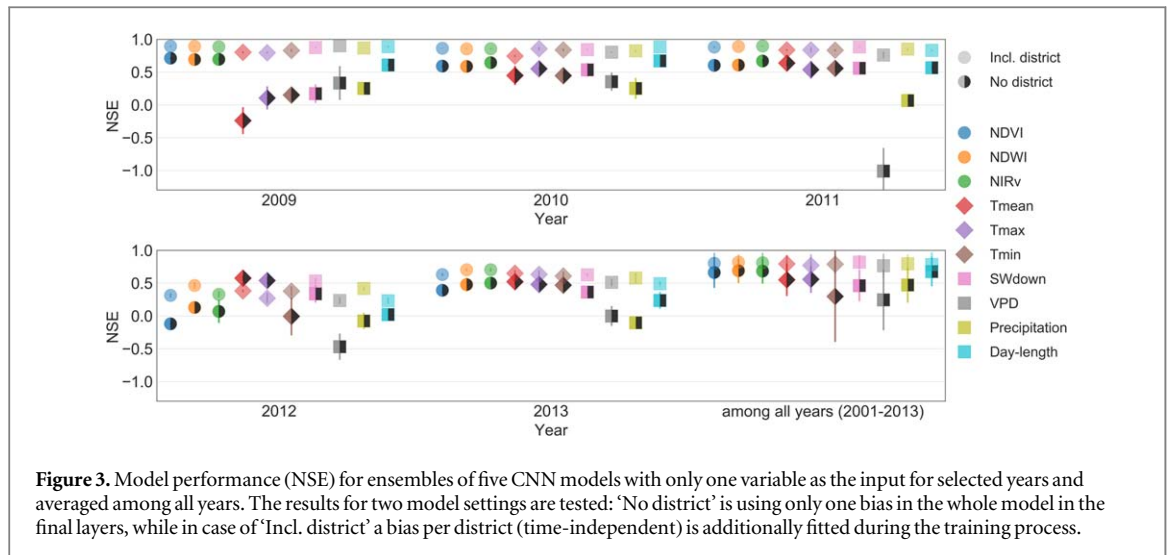 1.0
0.5
0.0
−0.5
−1.0
NSE
2009
2010
2011
Year
1.0
0.5
0.0
−0.5
−1.0
NSE
2012
2013
among all years (2001-2013)
Year
Incl. district
No district
NDVI
NDWI
NIRv
Tmean
Tmax
Tmin
SWdown
VPD
Precipitation
Day-length
Figure 3. Model performance (NSE) for ensembles of five CNN models with only one variable as the input for selected years and
averaged among all years. The results for two model settings are tested: ‘No district’ is using only one bias in the whole model in the
final layers, while in case of ‘Incl. district’ a bias per district (time-independent) is additionally fitted during the training process.